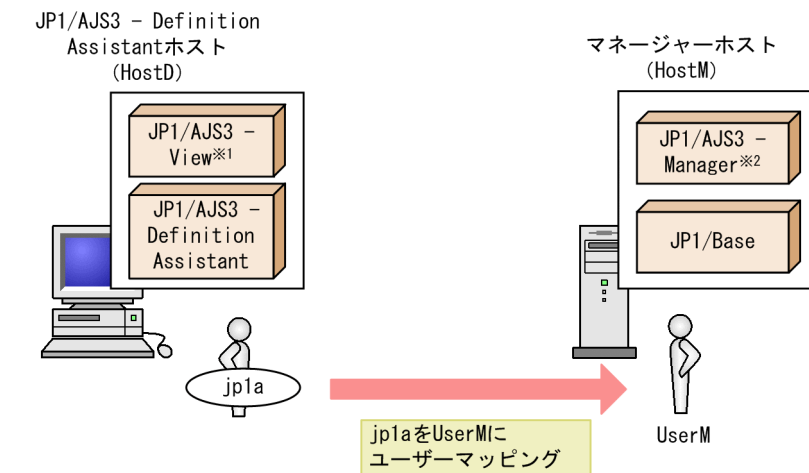 JP1/AJS3 - Definition
Assistantホスト
(HostD)
マネージャーホスト
(HostM)
JP1/AJS3 -
View※1
JP1/AJS3 -
Definition
Assistant
JP1/AJS3 -
Manager※2
JP1/Base
jp1a
jp1aをUserMに
ユーザーマッピング
UserM